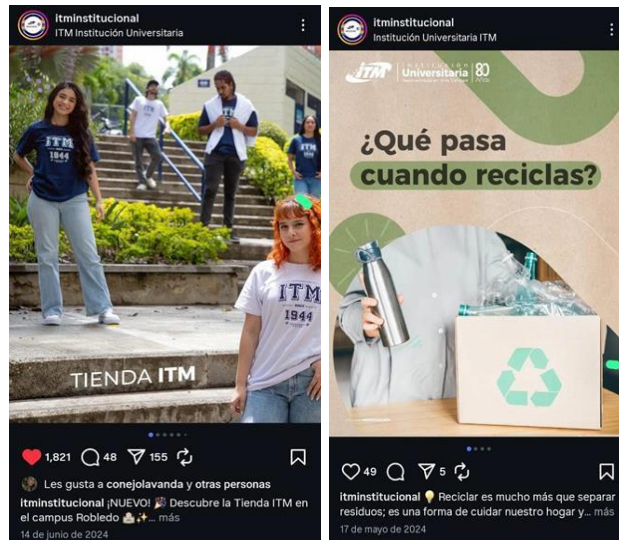 itminstitucional
ITM Institución Universitaria
ITM
1944
ITM
ITM
SINCE
1944
TIENDA ITM
1,821
48
155
Les gusta a conejolavanda y otras personas
itminstitucional ¡NUEVO! 🎉 Descubre la Tienda ITM en
el campus Robledo 🏫✨... más
14 de junio de 2024
itminstitucional
Institución Universitaria ITM
ITM
Institución
Universitaria
80
¿Qué pasa
cuando reciclas?
49
5
itminstitucional 💡 Reciclar es mucho más que separar
residuos; es una forma de cuidar nuestro hogar y... más
17 de mayo de 2024